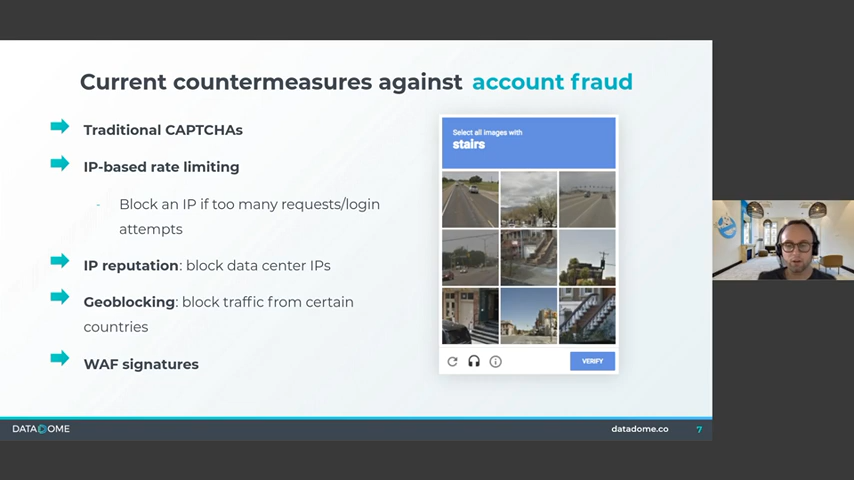 Current countermeasures against account fraud
Traditional CAPTCHAs
IP-based rate limiting
- Block an IP if too many requests/login
attempts
IP reputation: block data center IPs
Geoblocking: block traffic from certain
countries
WAF signatures
Select all images with
stairs
VERIFY
DATADOME
datadome.co
7